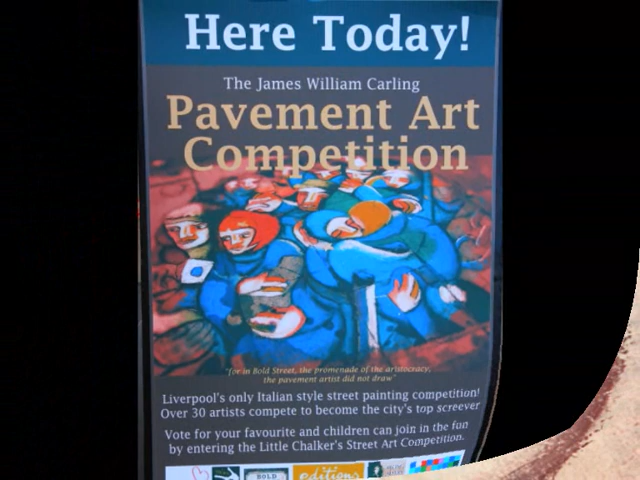 Here Today!
The James William Carling
Pavement Art
Competition
"for in Bold Street, the promenade of the aristocracy,
the pavement artist did not draw"
Liverpool's only Italian style street painting competition!
Over 30 artists compete to become the city's top screever
Vote for your favourite and children can join in the fun
by entering the Little Chalker's Street Art Competition.
BOLD
editions